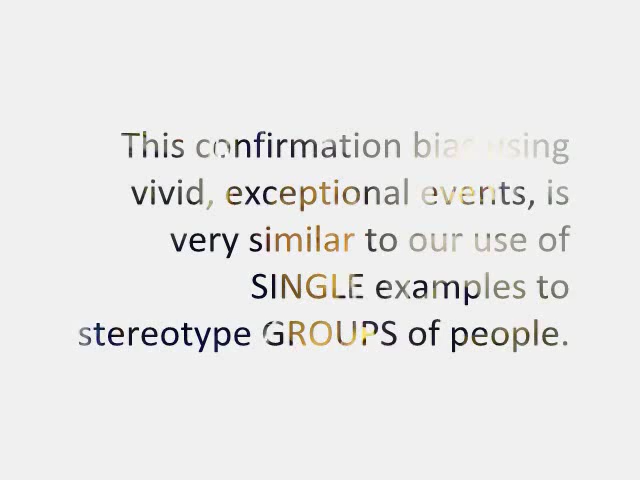 This confirmation bias using
vivid, exceptional events, is
very similar to our use of
SINGLE examples to
stereotype GROUPS of people.